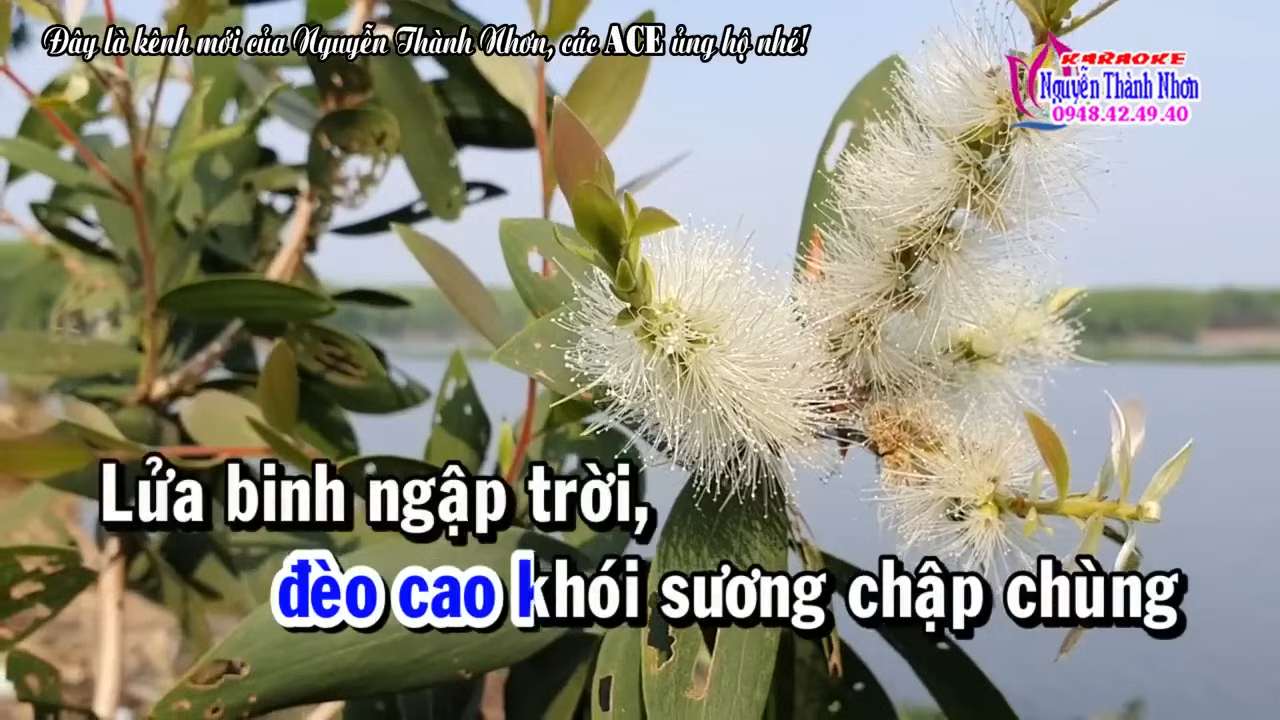 Đây là kênh mới của Nguyễn Thành Nhơn, các ACE ủng hộ nhé!
KARAOKE
Nguyễn Thành Nhơn
0948.42.49.40
Lửa binh ngập trời,
đèo cao khói sương chập chùng